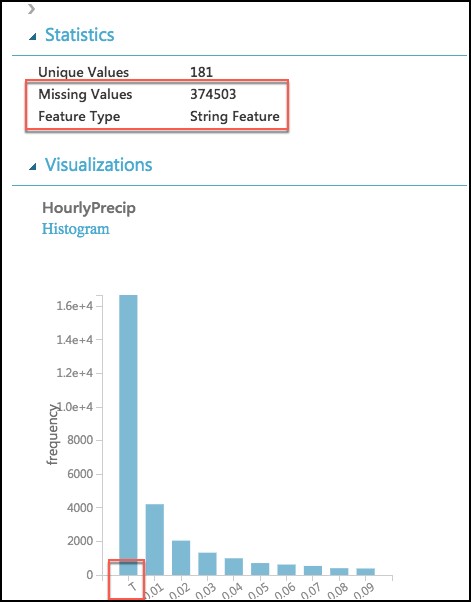 Statistics
Unique Values 181
Missing Values 374503
Feature Type String Feature
Visualizations
HourlyPrecip
Histogram
frequency
1.6e+4
1.4e+4
1.2e+4
1.0e+4
8000
6000
4000
2000
0
T 0.01 0.02 0.03 0.04 0.05 0.06 0.07 0.08 0.09